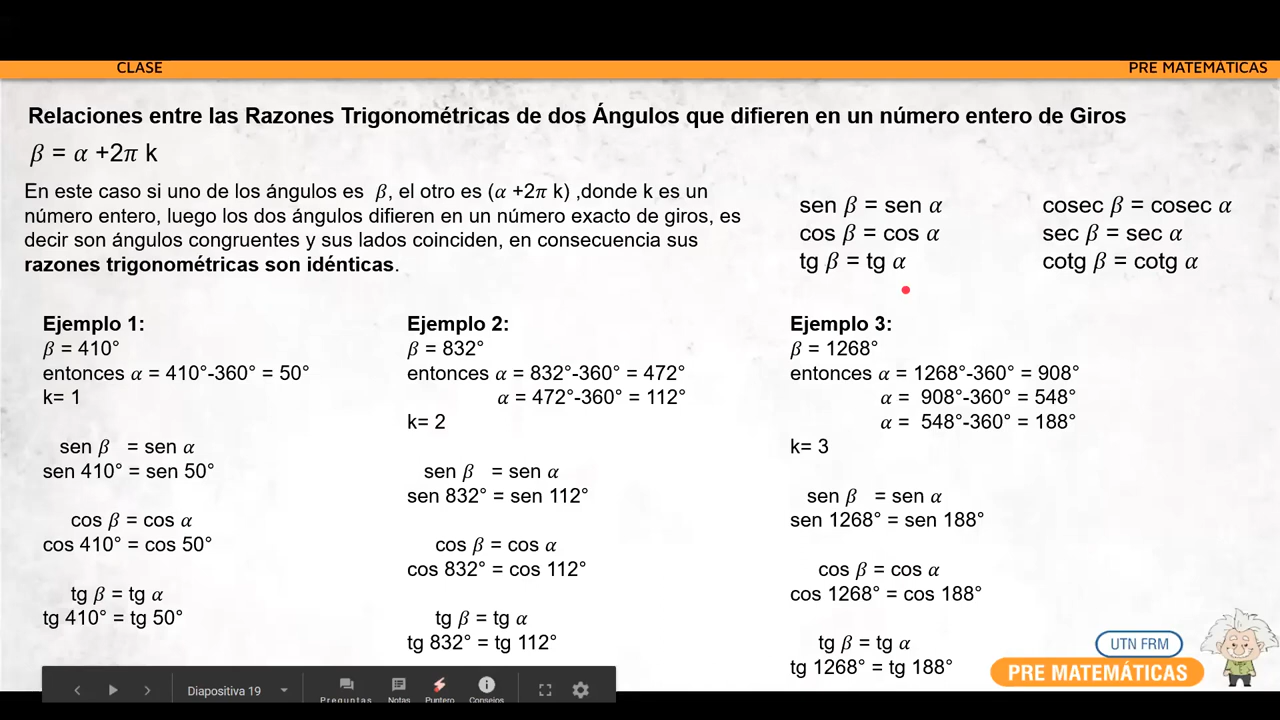 CLASE
PRE MATEMÁTICAS
Relaciones entre las Razones Trigonométricas de dos Ángulos que difieren en un número entero de Giros
β = α +2π k
En este caso si uno de los ángulos es β, el otro es (α +2π k) ,donde k es un
número entero, luego los dos ángulos difieren en un número exacto de giros, es
decir son ángulos congruentes y sus lados coinciden, en consecuencia sus
razones trigonométricas son idénticas.
sen β = sen α
cos β = cos α
tg β = tg α
cosec β = cosec α
sec β = sec α
cotg β = cotg α
Ejemplo 1:
β = 410°
entonces α = 410°-360° = 50°
k= 1
sen β = sen α
sen 410° = sen 50°
cos β = cos α
cos 410° = cos 50°
tg β = tg α
tg 410° = tg 50°
Ejemplo 2:
β = 832°
entonces α = 832°-360° = 472°
α = 472°-360° = 112°
k= 2
sen β = sen α
sen 832° = sen 112°
cos β = cos α
cos 832° = cos 112°
tg β = tg α
tg 832° = tg 112°
Ejemplo 3:
β = 1268°
entonces α = 1268°-360° = 908°
α = 908°-360° = 548°
α = 548°-360° = 188°
k= 3
sen β = sen α
sen 1268° = sen 188°
cos β = cos α
cos 1268° = cos 188°
tg β = tg α
tg 1268° = tg 188°
UTN FRM
PRE MATEMÁTICAS
Diapositiva 19
Preguntas
Notas
Puntero
Consejos